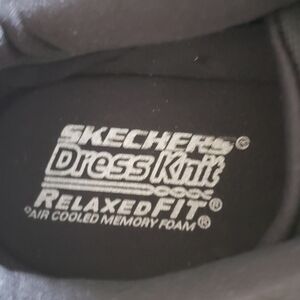 SKECHERS®
Dress Knit
RELAXED FIT®
AIR COOLED MEMORY FOAM®